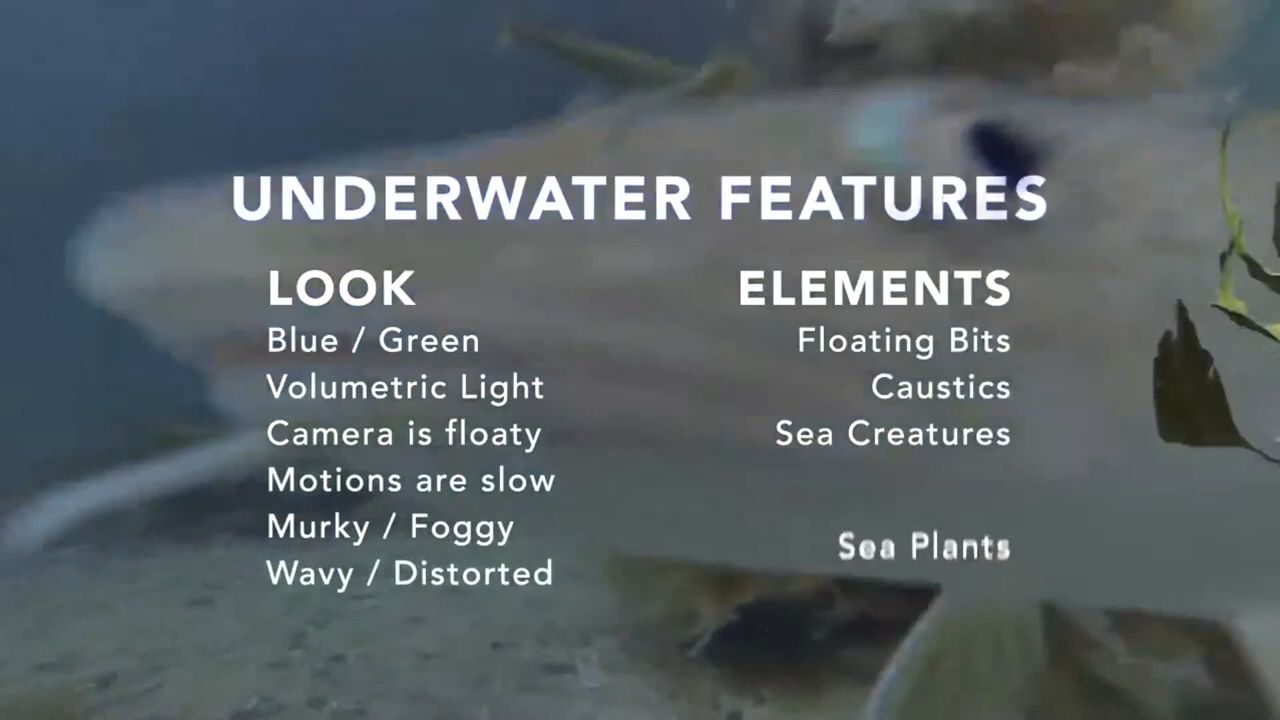 UNDERWATER FEATURES
LOOK
Blue / Green
Volumetric Light
Camera is floaty
Motions are slow
Murky / Foggy
Wavy / Distorted
ELEMENTS
Floating Bits
Caustics
Sea Creatures
Sea Plants